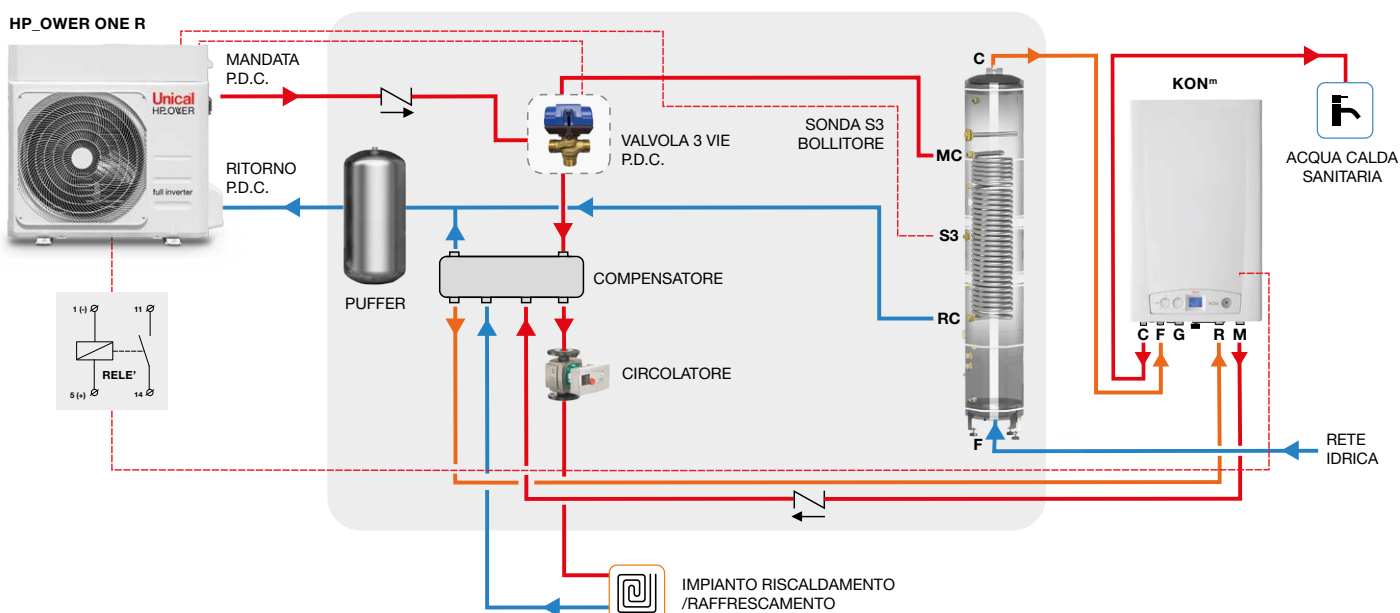 HP_OWER ONE R
MANDATA
P.D.C.
Unical
HP_OWER
full inverter
RITORNO
P.D.C.
VALVOLA 3 VIE
P.D.C.
SONDA S3
BOLLITORE
C
MC
S3
RC
F
KONᵐ
ACQUA CALDA
SANITARIA
PUFFER
COMPENSATORE
CIRCOLATORE
C F G R M
1 (-)
11
RELE'
5 (+)
14
RETE
IDRICA
IMPIANTO RISCALDAMENTO
/RAFFRESCAMENTO